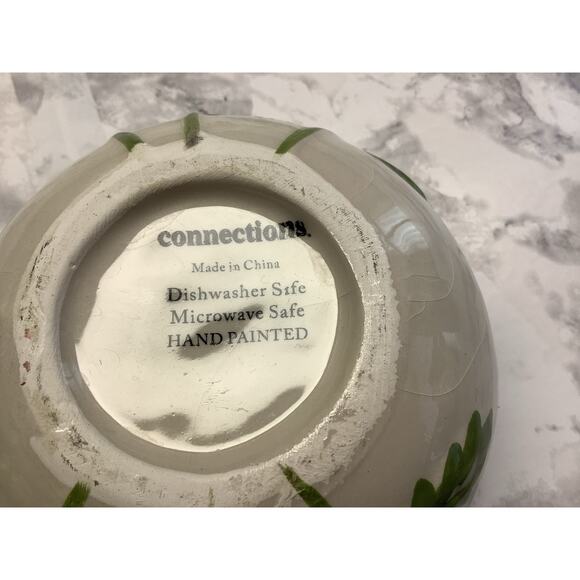 connections.
Made in China
Dishwasher Safe
Microwave Safe
HAND PAINTED